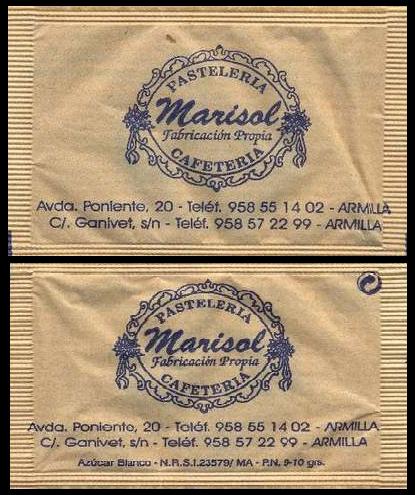 PASTELERIA
Marisol
Fabricación Propia
CAFETERIA
Avda. Poniente, 20 - Teléf. 958 55 14 02 - ARMILLA
C/. Ganivet, s/n - Teléf. 958 57 22 99 - ARMILLA
PASTELERIA
Marisol
Fabricación Propia
CAFETERIA
Avda. Poniente, 20 - Teléf. 958 55 14 02 - ARMILLA
C/. Ganivet, s/n - Teléf. 958 57 22 99 - ARMILLA
Azúcar Blanco - N.R.S.I.23579/ MA - P.N. 9-10 grs.